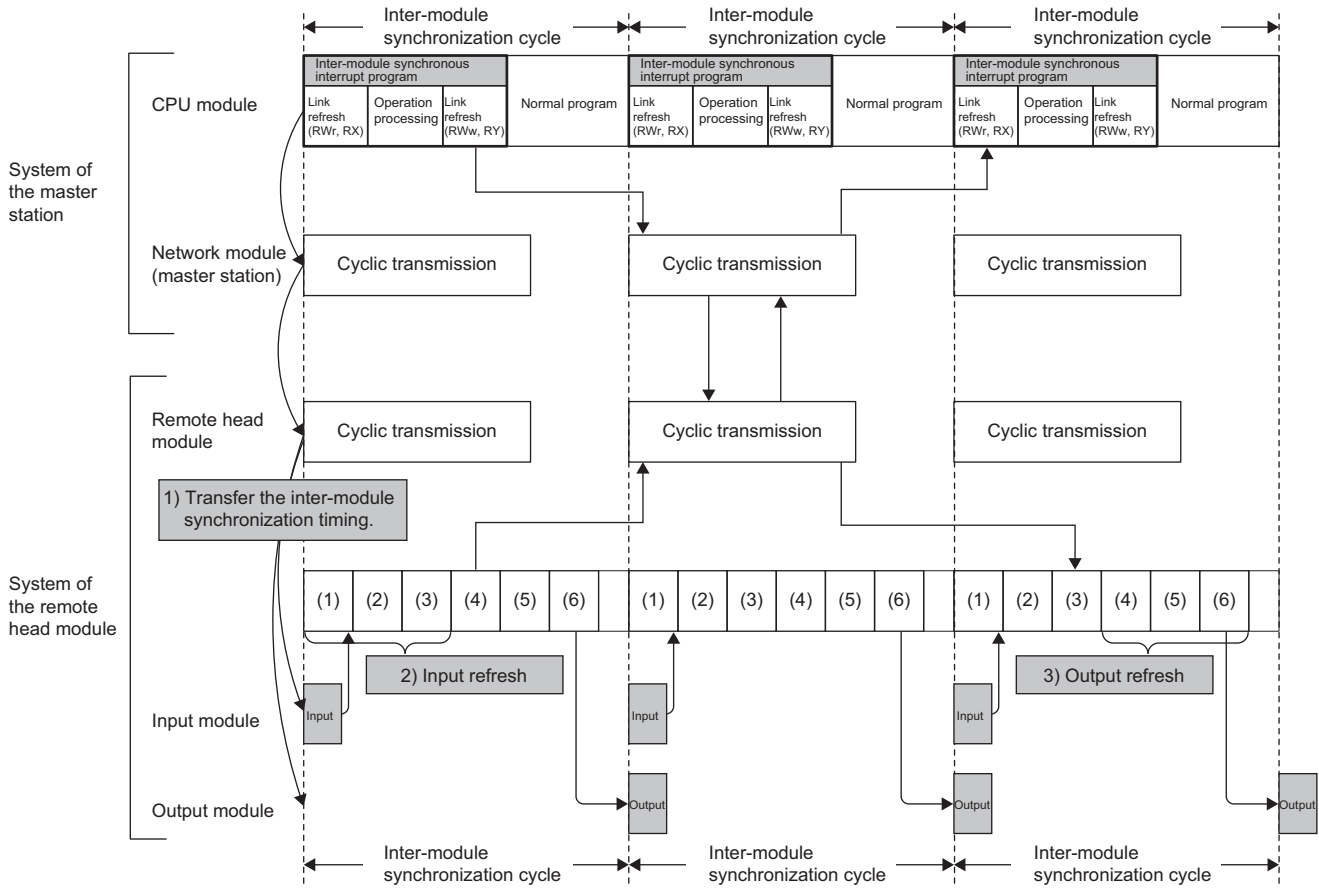 Inter-module
synchronization cycle
Inter-module
synchronization cycle
Inter-module
synchronization cycle
System of
the master
station
CPU module
Inter-module synchronous
interrupt program
Link
refresh
(RWr, RX)
Operation
processing
Link
refresh
(RWw, RY)
Normal program
Inter-module synchronous
interrupt program
Link
refresh
(RWr, RX)
Operation
processing
Link
refresh
(RWw, RY)
Normal program
Inter-module synchronous
interrupt program
Link
refresh
(RWr, RX)
Operation
processing
Link
refresh
(RWw, RY)
Normal program
Network module
(master station)
Cyclic transmission
Cyclic transmission
Cyclic transmission
System of
the remote
head module
Remote head
module
Cyclic transmission
Cyclic transmission
Cyclic transmission
1) Transfer the inter-module
synchronization timing.
(1) (2) (3) (4) (5) (6)
(1) (2) (3) (4) (5) (6)
(1) (2) (3) (4) (5) (6)
2) Input refresh
3) Output refresh
Input module
Input
Input
Input
Output module
Output
Output
Output
Inter-module
synchronization cycle
Inter-module
synchronization cycle
Inter-module
synchronization cycle